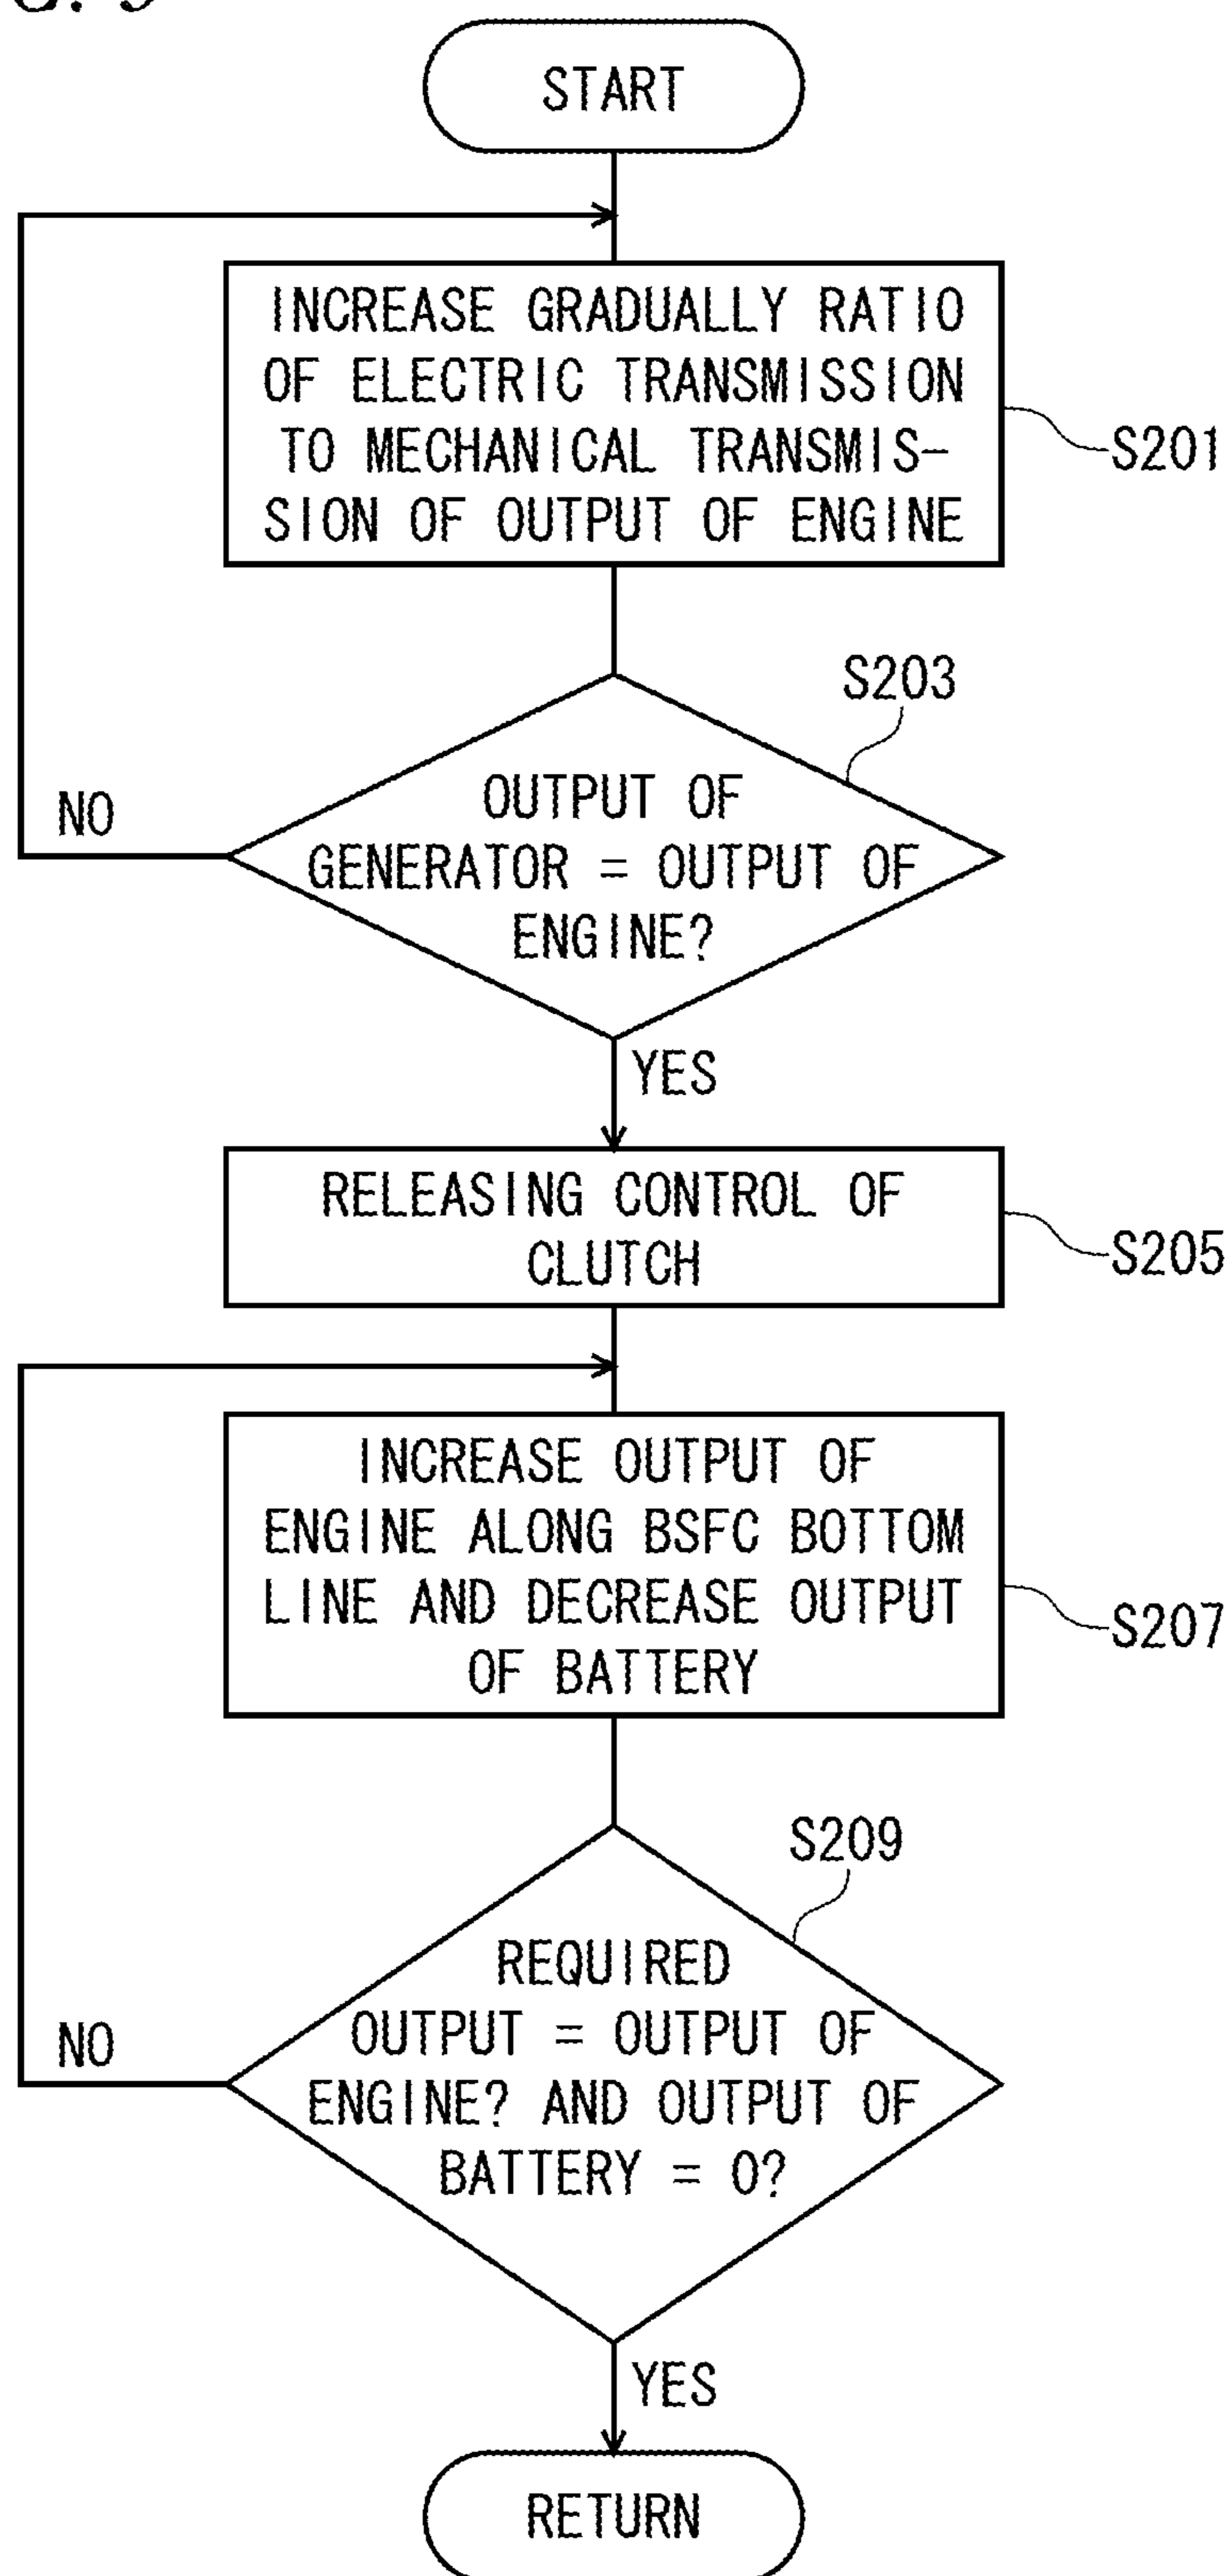 START
INCREASE GRADUALLY RATIO
OF ELECTRIC TRANSMISSION
TO MECHANICAL TRANSMIS-
SION OF OUTPUT OF ENGINE
S201
S203
OUTPUT OF
GENERATOR = OUTPUT OF
ENGINE?
NO
YES
RELEASING CONTROL OF
CLUTCH
S205
INCREASE OUTPUT OF
ENGINE ALONG BSFC BOTTOM
LINE AND DECREASE OUTPUT
OF BATTERY
S207
S209
REQUIRED
OUTPUT = OUTPUT OF
ENGINE? AND OUTPUT OF
BATTERY = 0?
NO
YES
RETURN